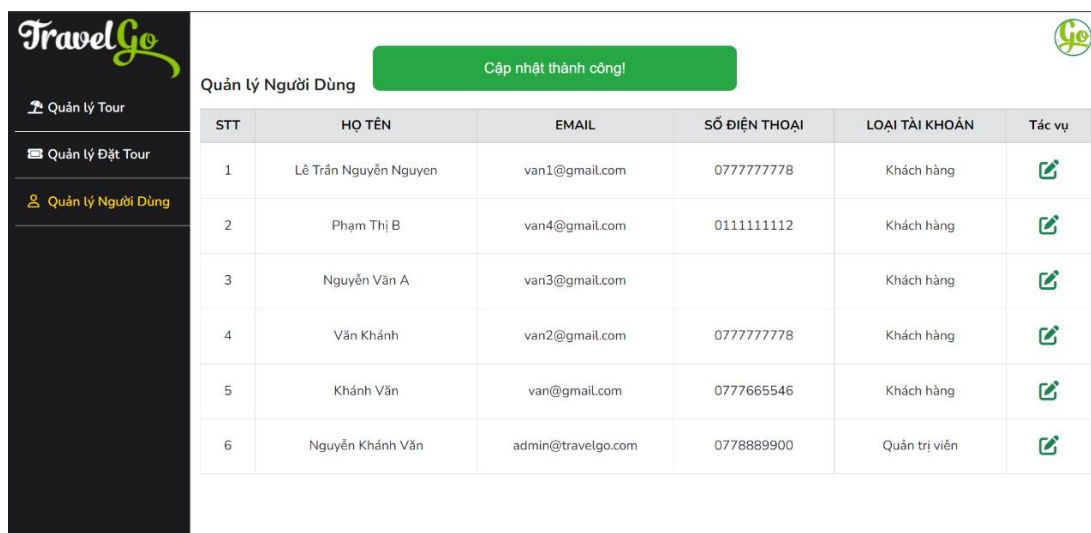 TravelGo
Go
Cập nhật thành công!
Quản lý Người Dùng
Quản lý Tour
Quản lý Đặt Tour
Quản lý Người Dùng
STT HỌ TÊN EMAIL SỐ ĐIỆN THOẠI LOẠI TÀI KHOẢN Tác vụ
1 Lê Trần Nguyễn Nguyen van1@gmail.com 0777777778 Khách hàng
2 Phạm Thị B van4@gmail.com 0111111112 Khách hàng
3 Nguyễn Văn A van3@gmail.com Khách hàng
4 Văn Khánh van2@gmail.com 0777777778 Khách hàng
5 Khánh Văn van@gmail.com 0777665546 Khách hàng
6 Nguyễn Khánh Văn admin@travelgo.com 0778889900 Quản trị viên